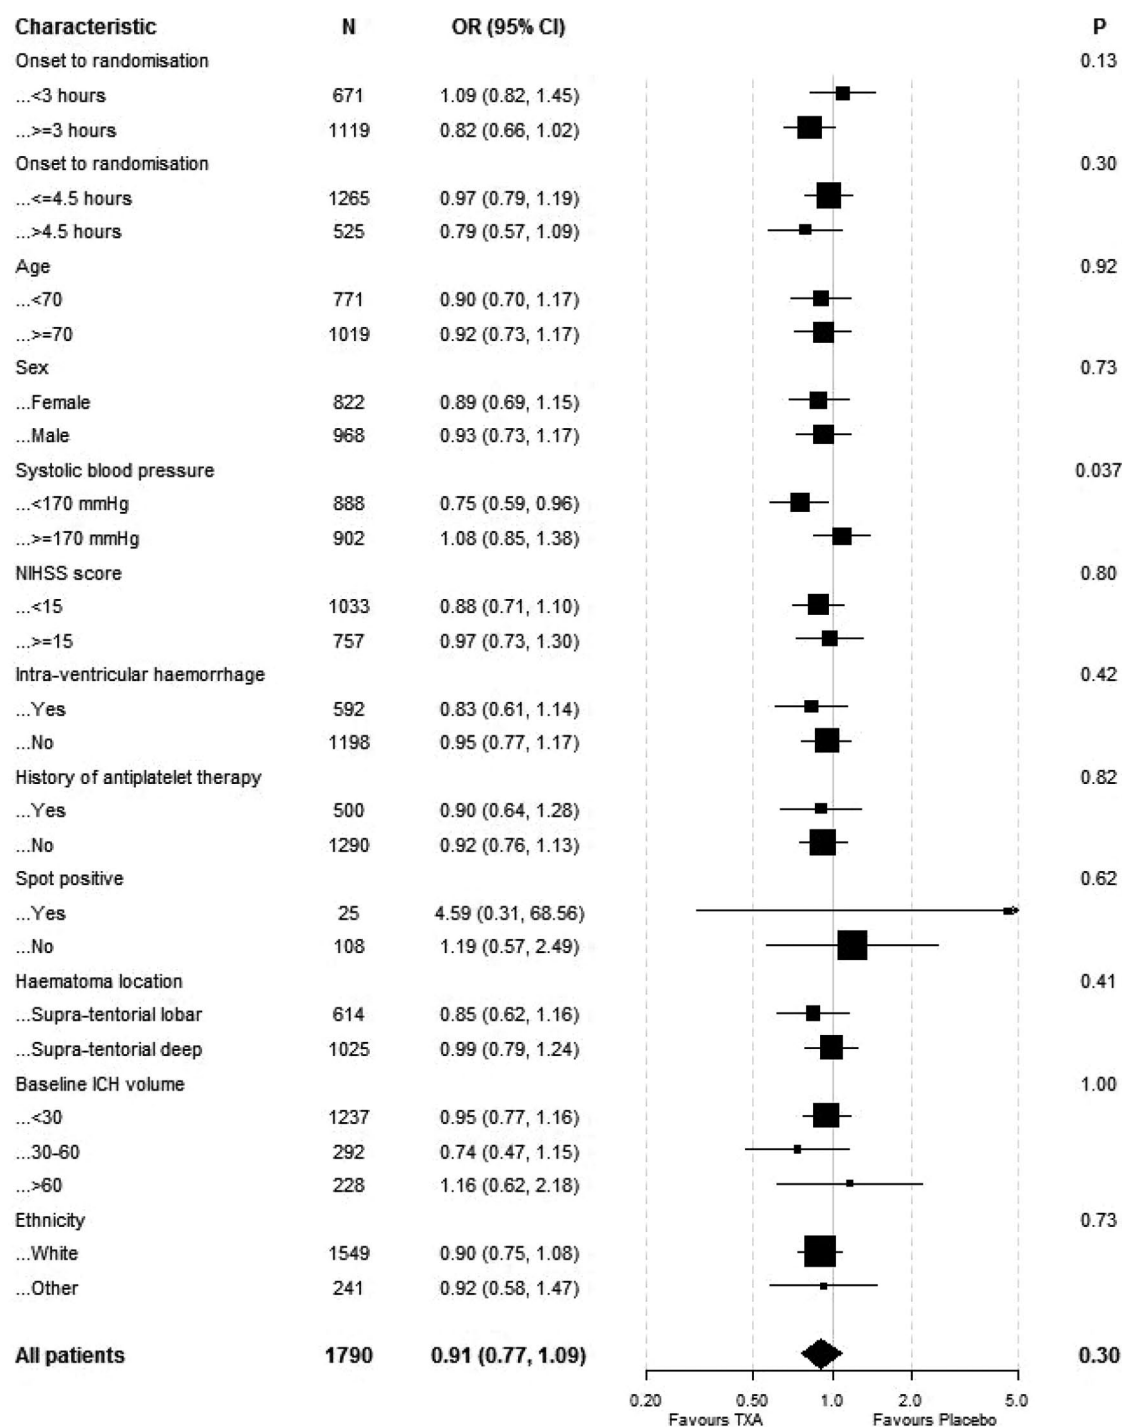 Characteristic N OR (95% CI) P
Onset to randomisation 0.13
...<3 hours 671 1.09 (0.82, 1.45)
...>=3 hours 1119 0.82 (0.66, 1.02)
Onset to randomisation 0.30
...<=4.5 hours 1265 0.97 (0.79, 1.19)
...>4.5 hours 525 0.79 (0.57, 1.09)
Age 0.92
...<70 771 0.90 (0.70, 1.17)
...>=70 1019 0.92 (0.73, 1.17)
Sex 0.73
...Female 822 0.89 (0.69, 1.15)
...Male 968 0.93 (0.73, 1.17)
Systolic blood pressure 0.037
...<170 mmHg 888 0.75 (0.59, 0.96)
...>=170 mmHg 902 1.08 (0.85, 1.38)
NIHSS score 0.80
...<15 1033 0.88 (0.71, 1.10)
...>=15 757 0.97 (0.73, 1.30)
Intra-ventricular haemorrhage 0.42
...Yes 592 0.83 (0.61, 1.14)
...No 1198 0.95 (0.77, 1.17)
History of antiplatelet therapy 0.82
...Yes 500 0.90 (0.64, 1.28)
...No 1290 0.92 (0.76, 1.13)
Spot positive 0.62
...Yes 25 4.59 (0.31, 68.56)
...No 108 1.19 (0.57, 2.49)
Haematoma location 0.41
...Supra-tentorial lobar 614 0.85 (0.62, 1.16)
...Supra-tentorial deep 1025 0.99 (0.79, 1.24)
Baseline ICH volume 1.00
...<30 1237 0.95 (0.77, 1.16)
...30-60 292 0.74 (0.47, 1.15)
...>60 228 1.16 (0.62, 2.18)
Ethnicity 0.73
...White 1549 0.90 (0.75, 1.08)
...Other 241 0.92 (0.58, 1.47)
All patients 1790 0.91 (0.77, 1.09) 0.30
0.20 0.50 1.0 2.0 5.0
Favours TXA Favours Placebo